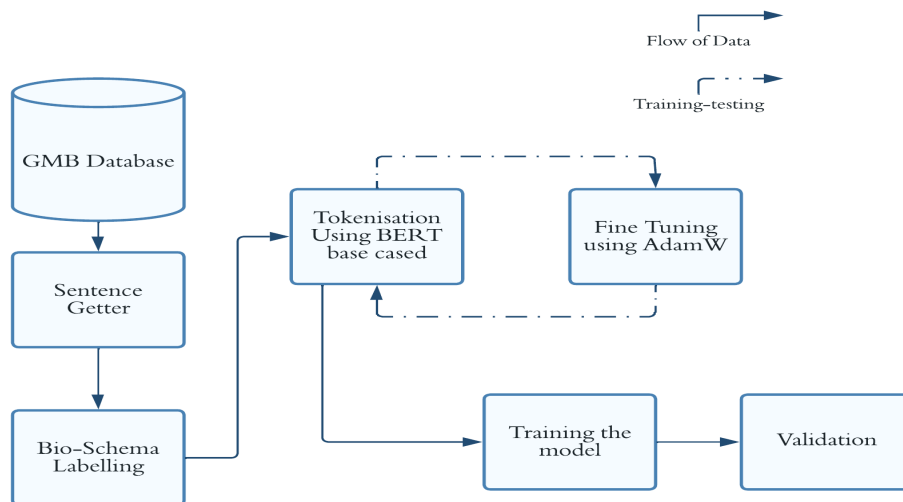 Flow of Data
Training-testing
GMB Database
Sentence
Getter
Bio-Schema
Labelling
Tokenisation
Using BERT
base cased
Fine Tuning
using AdamW
Training the
model
Validation